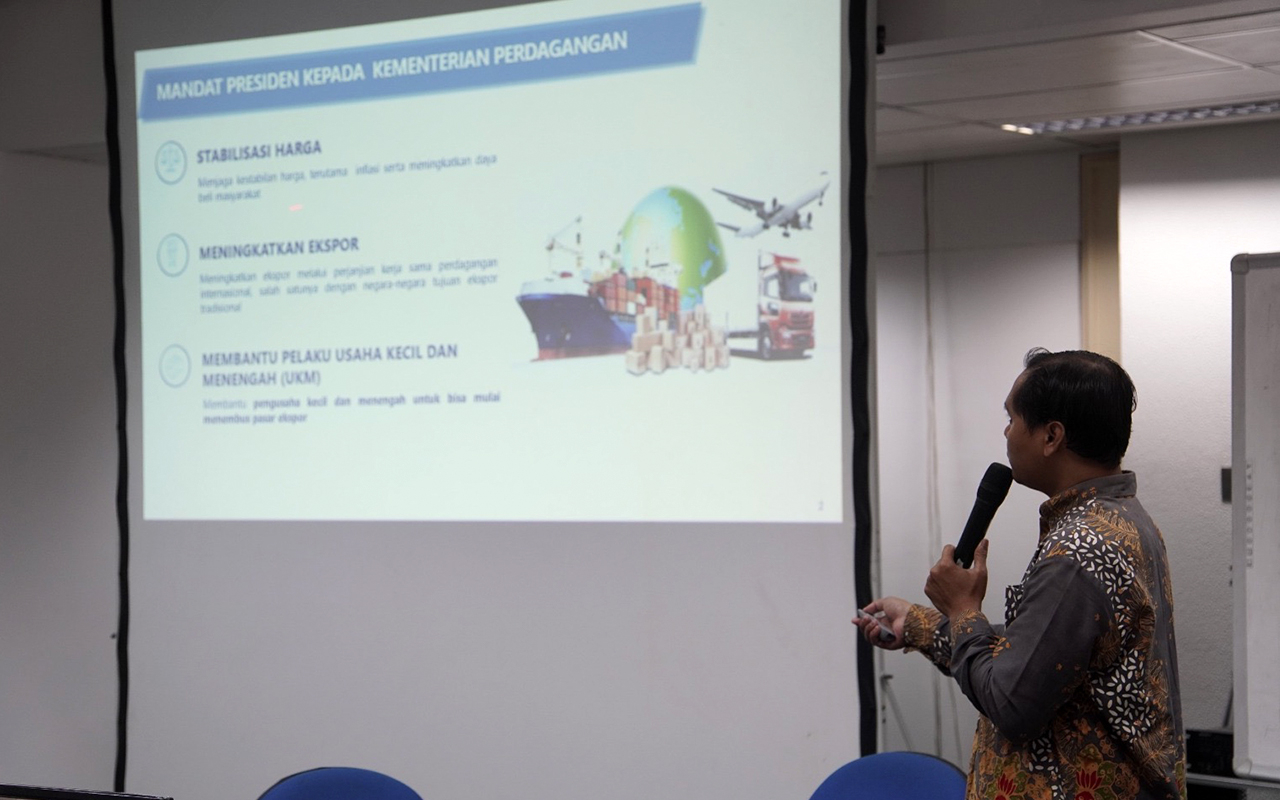 MANDAT PRESIDEN KEPADA KEMENTERIAN PERDAGANGAN
STABILISASI HARGA
Menjaga kestabilan harga, terutama inflasi serta meningkatkan daya
beli masyarakat
MENINGKATKAN EKSPOR
Meningkatkan ekspor melalui perjanjian kerja sama perdagangan
internasional, salah satunya dengan negara-negara tujuan ekspor
tradisional
MEMBANTU PELAKU USAHA KECIL DAN
MENENGAH (UKM)
Membantu pengusaha kecil dan menengah untuk bisa mulai
menembus pasar ekspor